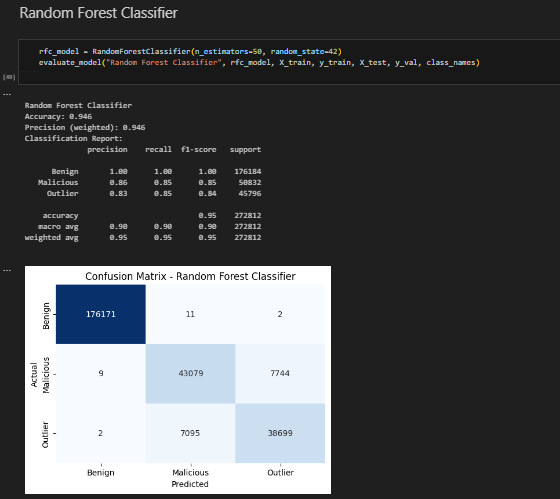 Random Forest Classifier
rfc_model = RandomForestClassifier(n_estimators=50, random_state=42)
evaluate_model("Random Forest Classifier", rfc_model, X_train, y_train, X_test, y_val, class_names)
[40]
...
Random Forest Classifier
Accuracy: 0.946
Precision (weighted): 0.946
Classification Report:
precision recall f1-score support
Benign 1.00 1.00 1.00 176184
Malicious 0.86 0.85 0.85 50832
Outlier 0.83 0.85 0.84 45796
accuracy 0.95 272812
macro avg 0.90 0.90 0.90 272812
weighted avg 0.95 0.95 0.95 272812
...
Confusion Matrix - Random Forest Classifier
Benign 176171 11 2
Actual
Malicious 9 43079 7744
Outlier 2 7095 38699
Benign Malicious Outlier
Predicted